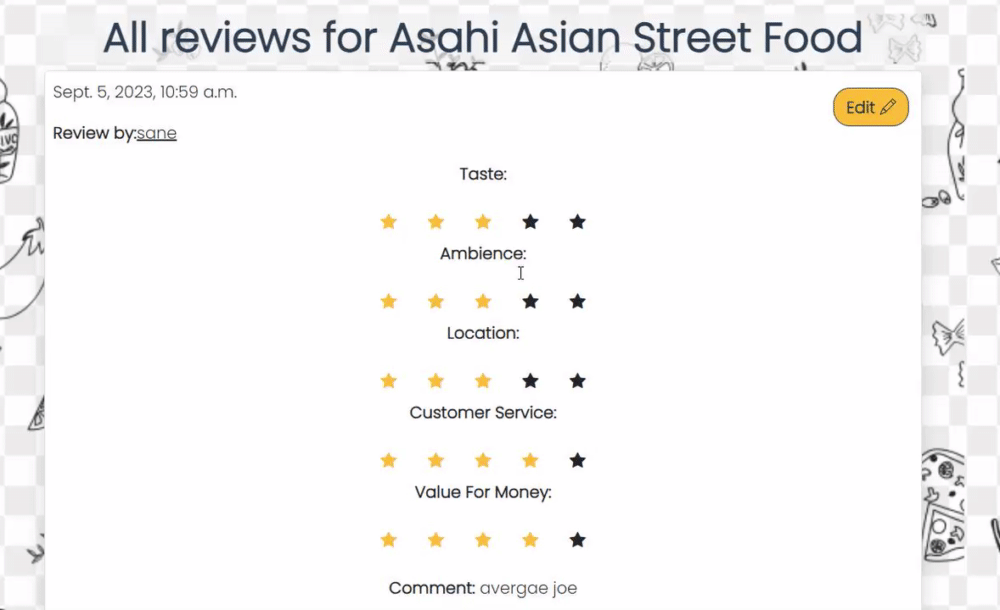 All reviews for Asahi Asian Street Food
Sept. 5, 2023, 10:59 a.m.
Edit
Review by:sane
Taste:
Ambience:
Location:
Customer Service:
Value For Money:
Comment: avergae joe